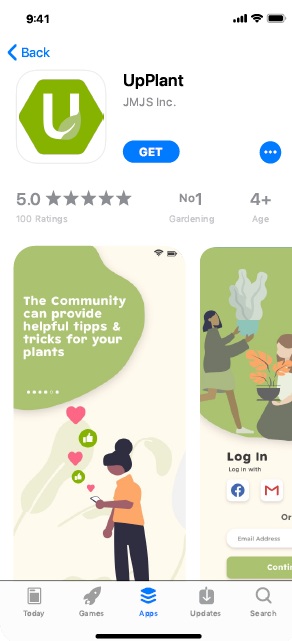 9:41
Back
U
UpPlant
JMJS Inc.
GET
5.0
No1
4+
100 Ratings
Gardening
Age
The Community
can provide
helpful tipps &
tricks for your
plants
Log In
Log in with
Or
Email Address
Contin
Today
Games
Apps
Updates
Search